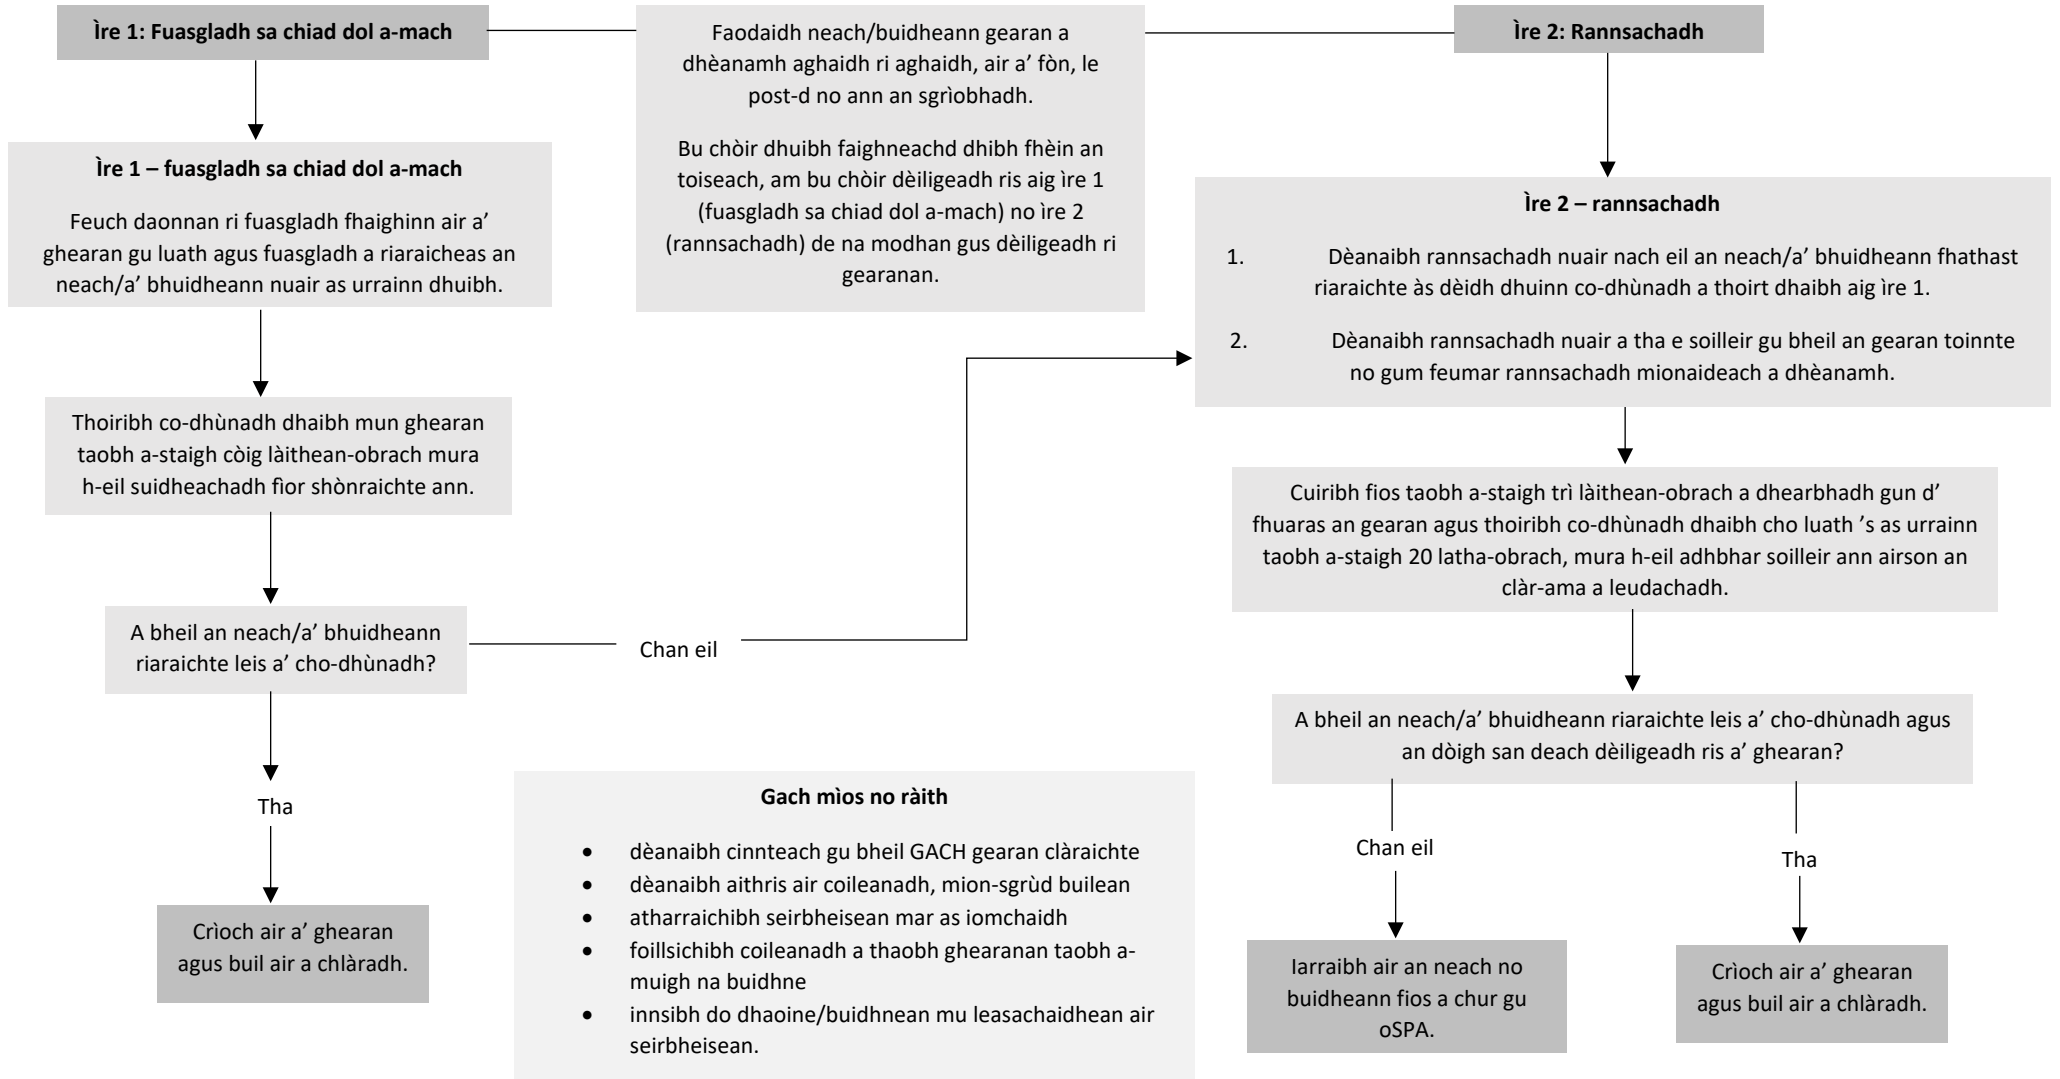 Ìre 1: Fuasgladh sa chiad dol a-mach
Faodaidh neach/buidheann gearan a
dhèanamh aghaidh ri aghaidh, air a’ fòn, le
post-d no ann an sgrìobhadh.
Bu chòir dhuibh faighneachd dhibh fhèin an
toiseach, am bu chòir dèiligeadh ris aig ìre 1
(fuasgladh sa chiad dol a-mach) no ìre 2
(rannsachadh) de na modhan gus dèiligeadh ri
gearanan.
Ìre 2: Rannsachadh
Ìre 1 – fuasgladh sa chiad dol a-mach
Feuch daonnan ri fuasgladh fhaighinn air a’
ghearan gu luath agus fuasgladh a riaraicheas an
neach/a’ bhuidheann nuair as urrainn dhuibh.
Thoiribh co-dhùnadh dhaibh mun ghearan
taobh a-staigh còig làithean-obrach mura
h-eil suidheachadh fìor shònraichte ann.
A bheil an neach/a’ bhuidheann
riaraichte leis a’ cho-dhùnadh?
Chan eil
Tha
Crìoch air a’ ghearan
agus buil air a chlàradh.
Ìre 2 – rannsachadh
1. Dèanaibh rannsachadh nuair nach eil an neach/a’ bhuidheann fhathast
riaraichte às dèidh dhuinn co-dhùnadh a thoirt dhaibh aig ìre 1.
2. Dèanaibh rannsachadh nuair a tha e soilleir gu bheil an gearan toinnte
no gum feumar rannsachadh mionaideach a dhèanamh.
Cuiribh fios taobh a-staigh trì làithean-obrach a dhearbhadh gun d’
fhuaras an gearan agus thoiribh co-dhùnadh dhaibh cho luath ’s as urrainn
taobh a-staigh 20 latha-obrach, mura h-eil adhbhar soilleir ann airson an
clàr-ama a leudachadh.
A bheil an neach/a’ bhuidheann riaraichte leis a’ cho-dhùnadh agus
an dòigh san deach dèiligeadh ris a’ ghearan?
Chan eil
Tha
Iarraibh air an neach no
buidheann fios a chur gu
oSPA.
Crìoch air a’ ghearan
agus buil air a chlàradh.
Gach mìos no ràith
• dèanaibh cinnteach gu bheil GACH gearan clàraichte
• dèanaibh aithris air coileanadh, mion-sgrùd builean
• atharraichibh seirbheisean mar as iomchaidh
• foillsichibh coileanadh a thaobh ghearanan taobh a-
muigh na buidhne
• innsibh do dhaoine/buidhnean mu leasachaidhean air
seirbheisean.